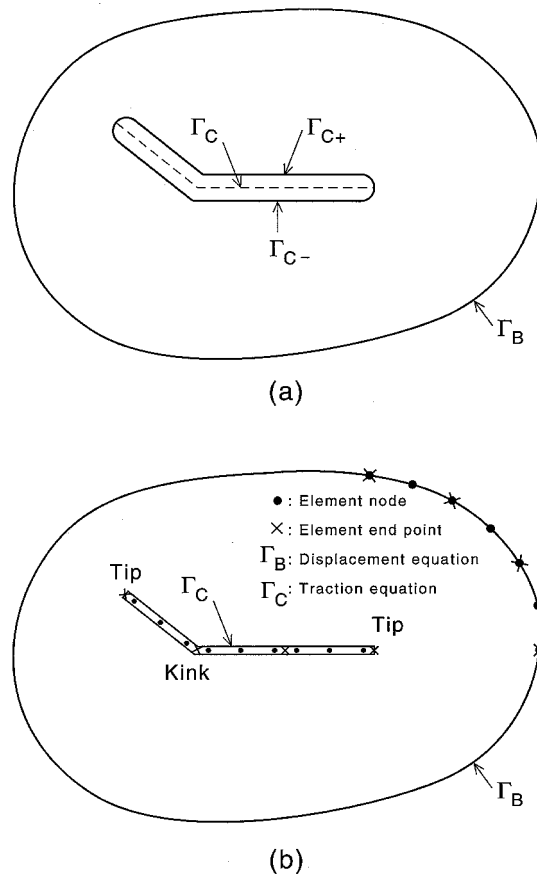 Γ_C Γ_C+
Γ_C−
Γ_B
(a)
● : Element node
× : Element end point
Γ_B : Displacement equation
Γ_C : Traction equation
Tip
Γ_C
Tip
Kink
Γ_B
(b)